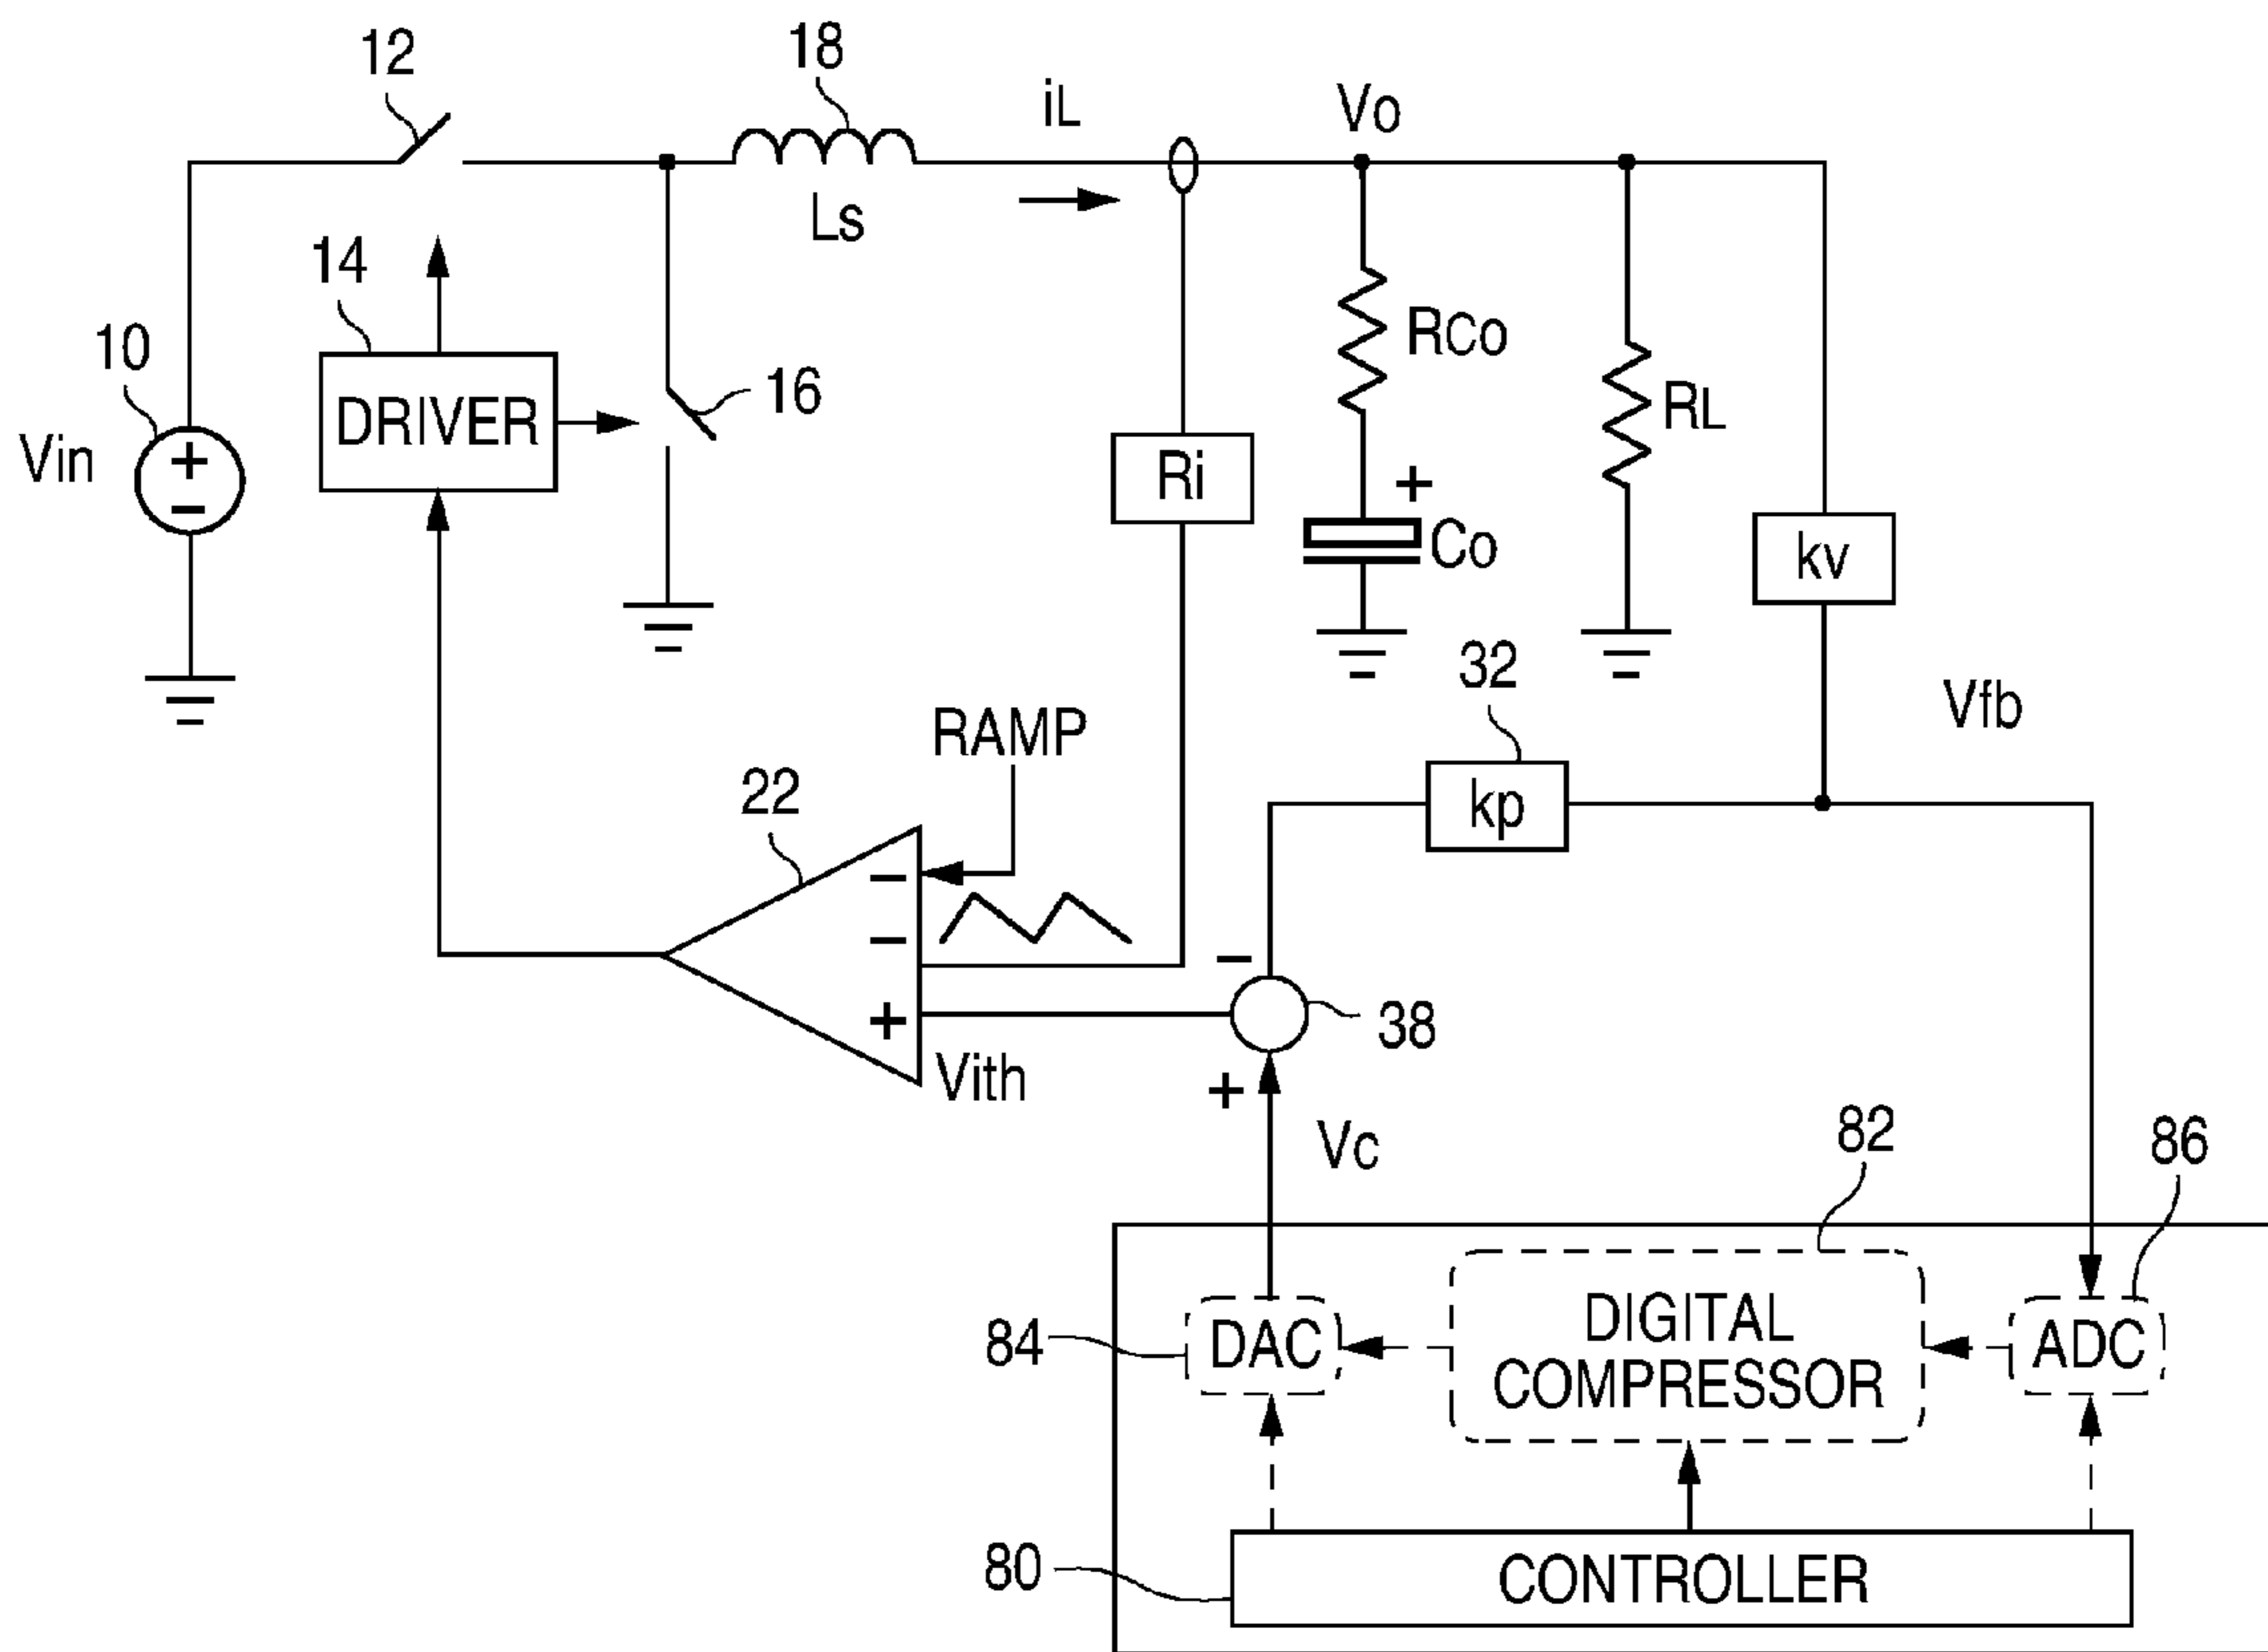 12
18
iL
Vo
Ls
14
10
Vin
+
−
DRIVER
16
Ri
RCo
+
Co
RL
kv
32
kp
Vfb
RAMP
22
−
−
+
Vith
−
38
+
Vc
82
86
84
DAC
DIGITAL
COMPRESSOR
ADC
80
CONTROLLER